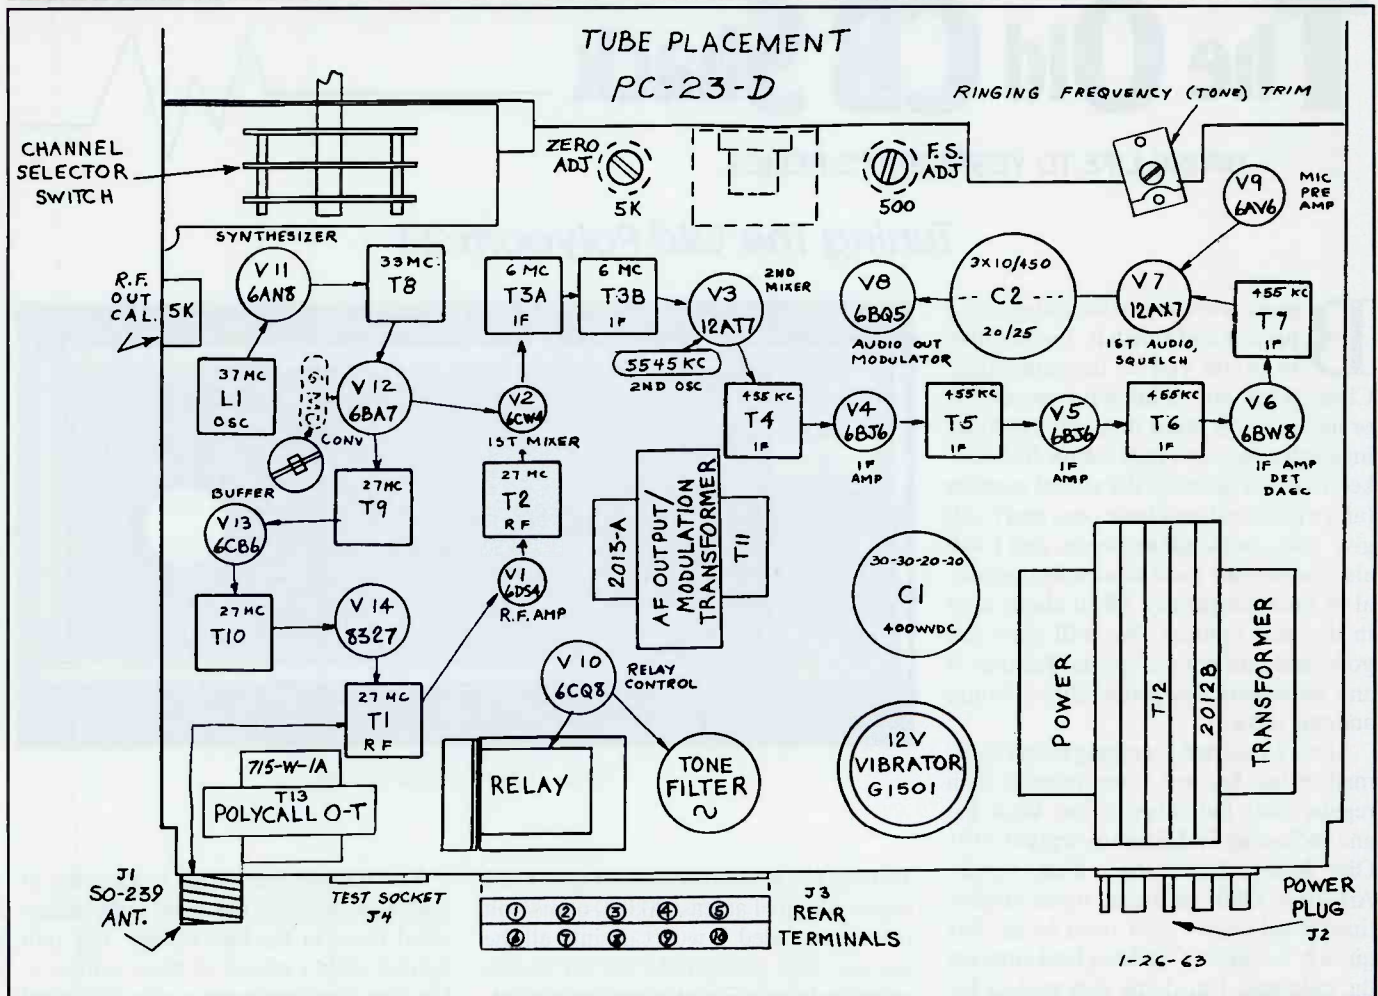 TUBE PLACEMENT
PC-23-D
RINGING FREQUENCY (TONE) TRIM
CHANNEL
SELECTOR
SWITCH
ZERO
ADJ
5K
F.S.
ADJ
500
V9
6AV6
MIC
PRE
AMP
SYNTHESIZER
V11
6AN8
33MC
T8
R.F.
OUT
CAL.
5K
37MC
L1
OSC
V12
6BA7
CONV
6 MC
T3A
IF
6 MC
T3B
IF
V3
12AT7
2ND
MIXER
5545 KC
2ND OSC
V8
6BQ5
AUDIO OUT
MODULATOR
3X10/450
C2
20/25
V7
12AX7
1ST AUDIO,
SQUELCH
455 KC
T7
IF
V2
6CW4
1ST MIXER
455KC
T4
IF
V4
6BJ6
IF
AMP
455KC
T5
IF
V5
6BJ6
IF
AMP
455KC
T6
IF
V6
6BW8
IF AMP
DET
DAGC
27MC
T9
BUFFER
V13
6CB6
27 MC
T2
RF
V1
6DS4
R.F. AMP
2013-A
AF OUTPUT/
MODULATION
TRANSFORMER
T11
27MC
T10
V14
8327
27 MC
T1
RF
V10
6CQ8
RELAY
CONTROL
30-30-20-20
C1
400WVDC
POWER
T12
2012B
TRANSFORMER
715-W-1A
T13
POLYCALL O-T
RELAY
TONE
FILTER
~
12V
VIBRATOR
G1501
J1
SO-239
ANT.
TEST SOCKET
J4
1 2 3 4 5
6 7 8 9 10
J3
REAR
TERMINALS
POWER
PLUG
J2
1-26-63